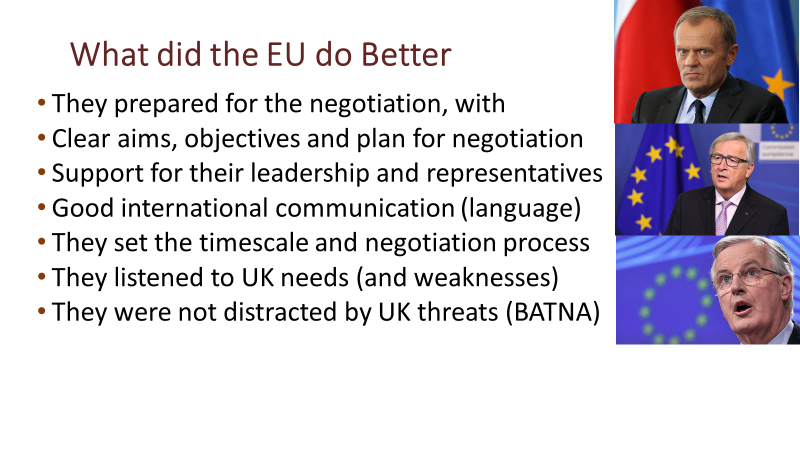 What did the EU do Better
• They prepared for the negotiation, with
• Clear aims, objectives and plan for negotiation
• Support for their leadership and representatives
• Good international communication (language)
• They set the timescale and negotiation process
• They listened to UK needs (and weaknesses)
• They were not distracted by UK threats (BATNA)
Commission
européenne